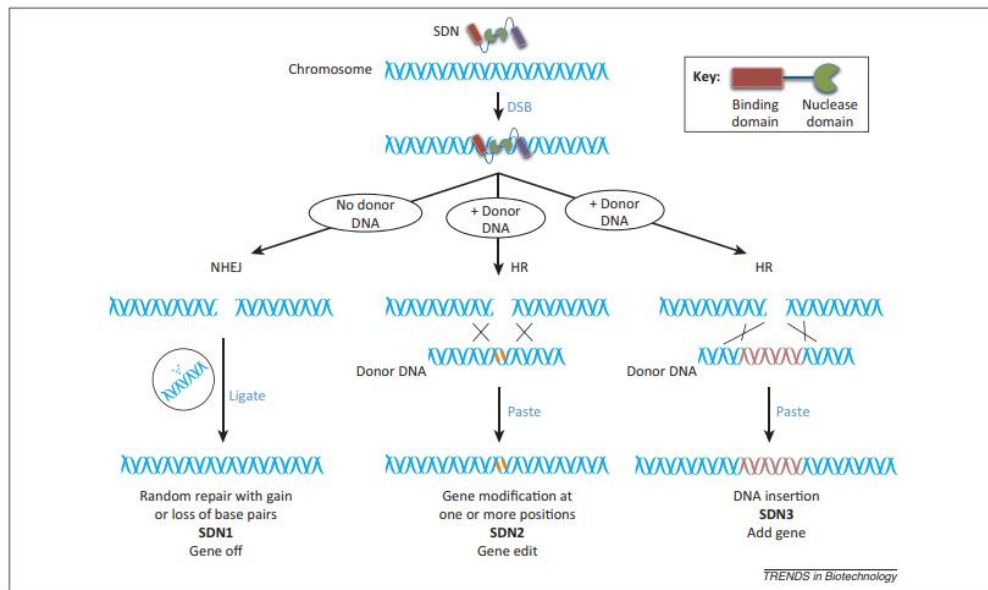 SDN
Chromosome
Key:
Binding
domain
Nuclease
domain
DSB
No donor
DNA
+ Donor
DNA
+ Donor
DNA
NHEJ
HR
HR
Donor DNA
Donor DNA
Ligate
Paste
Paste
Random repair with gain
or loss of base pairs
SDN1
Gene off
Gene modification at
one or more positions
SDN2
Gene edit
DNA insertion
SDN3
Add gene
TRENDS in Biotechnology